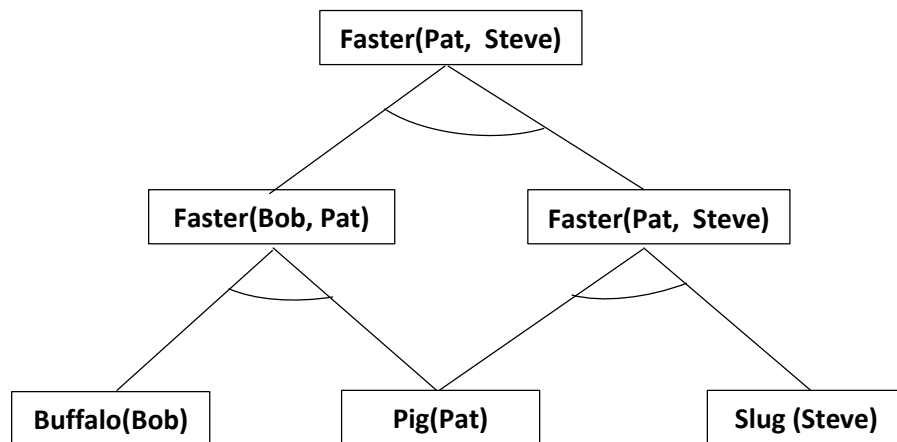 Faster(Pat, Steve)
Faster(Bob, Pat)
Faster(Pat, Steve)
Buffalo(Bob)
Pig(Pat)
Slug (Steve)